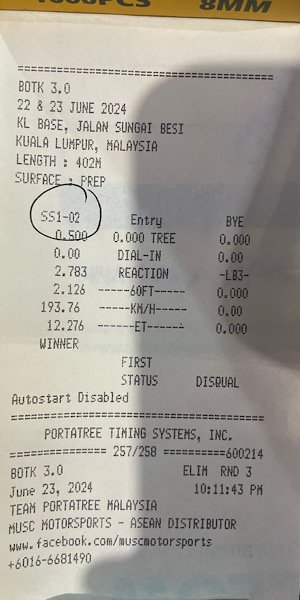 1000PCS 8MM
==================================
BOTK 3.0
22 & 23 JUNE 2024
KL BASE, JALAN SUNGAI BESI
KUALA LUMPUR, MALAYSIA
LENGTH : 402M
SURFACE : PREP
SS1-02 Entry BYE
0.500 0.000 TREE 0.000
0.00 DIAL-IN 0.00
2.783 REACTION -LB3-
2.126 -----60FT----- 0.000
193.76 -----KM/H----- 0.00
12.276 ------ET------ 0.000
WINNER
FIRST
STATUS DISQUAL
Autostart Disabled
==================================
PORTATREE TIMING SYSTEMS, INC.
=============== 257/258 ==========600214
BOTK 3.0 ELIM RND 3
June 23, 2024 10:11:43 PM
TEAM PORTATREE MALAYSIA
MUSC MOTORSPORTS - ASEAN DISTRIBUTOR
www.facebook.com/muscmotorsports
+6016-6681490